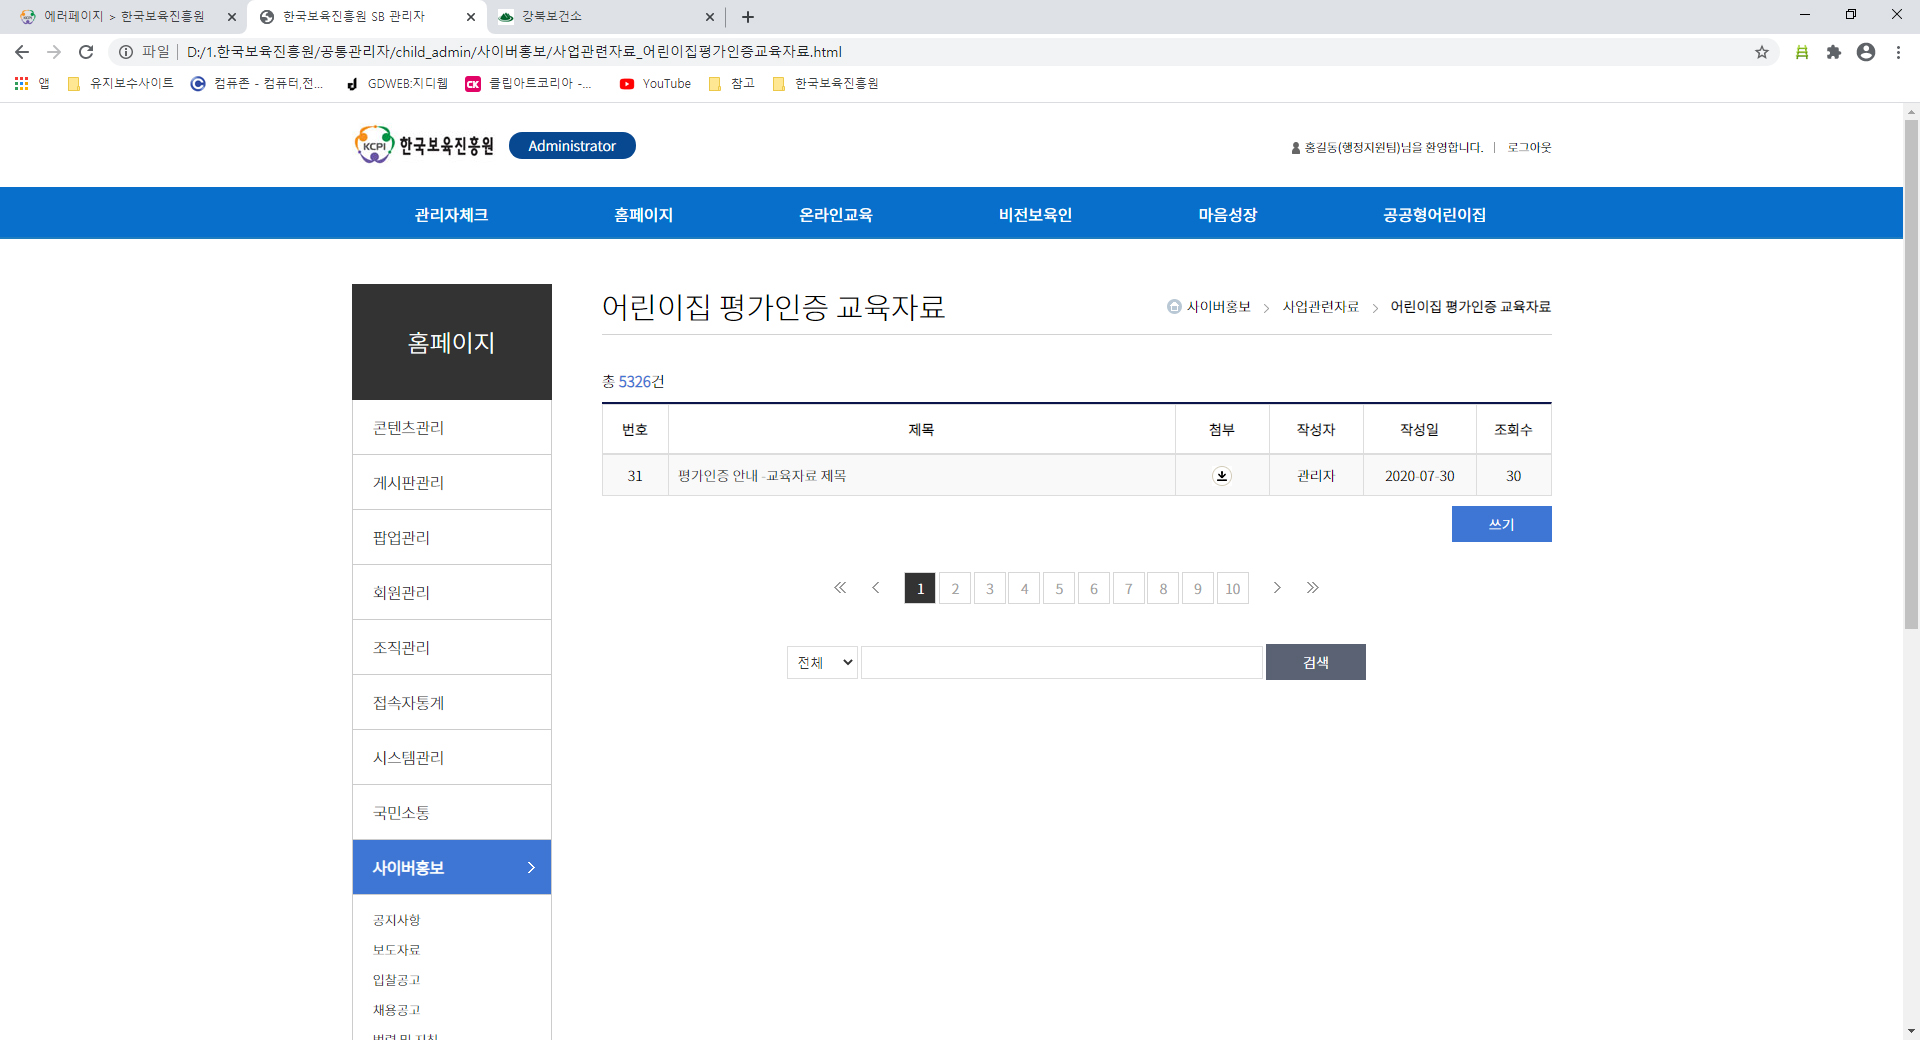 에러페이지 > 한국보육진흥원
한국보육진흥원 SB 관리자
강북보건소
파일 D:/1.한국보육진흥원/공통관리자/child_admin/사이버홍보/사업관련자료_어린이집평가인증교육자료.html
앱 유지보수사이트 컴퓨존 - 컴퓨터,전... GDWEB:지디웹 클립아트코리아 -... YouTube 참고 한국보육진흥원
KCPI 한국보육진흥원 Administrator
홍길동(행정지원팀)님을 환영합니다. 로그아웃
관리자체크 홈페이지 온라인교육 비전보육인 마음성장 공공형어린이집
홈페이지
콘텐츠관리
게시판관리
팝업관리
회원관리
조직관리
접속자통계
시스템관리
국민소통
사이버홍보
공지사항
보도자료
입찰공고
채용공고
법령 및 지침
어린이집 평가인증 교육자료
사이버홍보 > 사업관련자료 > 어린이집 평가인증 교육자료
총 5326건
번호 제목 첨부 작성자 작성일 조회수
31 평가인증 안내 -교육자료 제목 관리자 2020-07-30 30
쓰기
1 2 3 4 5 6 7 8 9 10
전체 검색